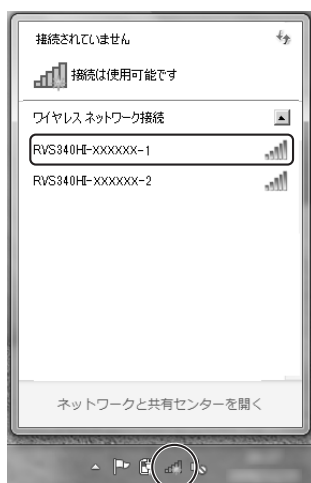 接続されていません
接続は使用可能です
ワイヤレス ネットワーク接続
RVS340HI-XXXXXX-1
RVS340HI-XXXXXX-2
ネットワークと共有センターを開く